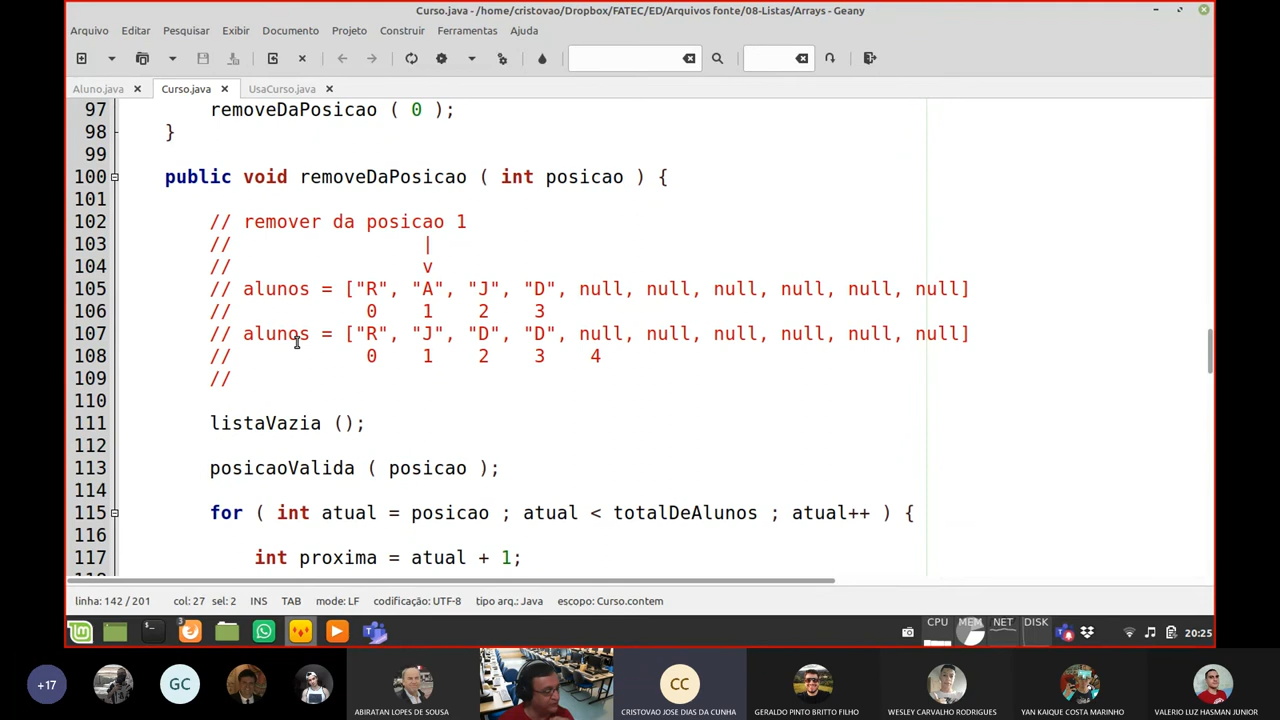 Curso.java - /home/cristovao/Dropbox/FATEC/ED/Arquivos fonte/08-Listas/Arrays - Geany
Arquivo Editar Pesquisar Exibir Documento Projeto Construir Ferramentas Ajuda
Aluno.java Curso.java UsaCurso.java
97 removeDaPosicao ( 0 );
98 }
99
100 public void removeDaPosicao ( int posicao ) {
101
102 // remover da posicao 1
103 // |
104 // v
105 // alunos = ["R", "A", "J", "D", null, null, null, null, null, null]
106 // 0 1 2 3
107 // alunos = ["R", "J", "D", "D", null, null, null, null, null, null]
108 // 0 1 2 3 4
109 //
110
111 listaVazia ();
112
113 posicaoValida ( posicao );
114
115 for ( int atual = posicao ; atual < totalDeAlunos ; atual++ ) {
116
117 int proxima = atual + 1;
linha: 142 / 201 col: 27 sel: 2 INS TAB mode: LF codificação: UTF-8 tipo arq.: Java escopo: Curso.contem
3 CPU MEM NET DISK 20:25
+17 GC CC
ABIRATAN LOPES DE SOUSA CRISTOVAO JOSE DIAS DA CUNHA GERALDO PINTO BRITTO FILHO WESLEY CARVALHO RODRIGUES YAN KAIQUE COSTA MARINHO VALERIO LUZ HASMAN JUNIOR